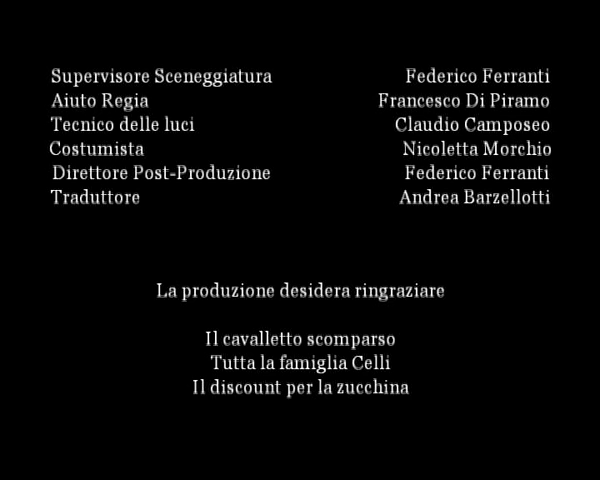 Supervisore Sceneggiatura Federico Ferranti
Aiuto Regia Francesco Di Piramo
Tecnico delle luci Claudio Camposeo
Costumista Nicoletta Morchio
Direttore Post-Produzione Federico Ferranti
Traduttore Andrea Barzellotti
La produzione desidera ringraziare
Il cavalletto scomparso
Tutta la famiglia Celli
Il discount per la zucchina